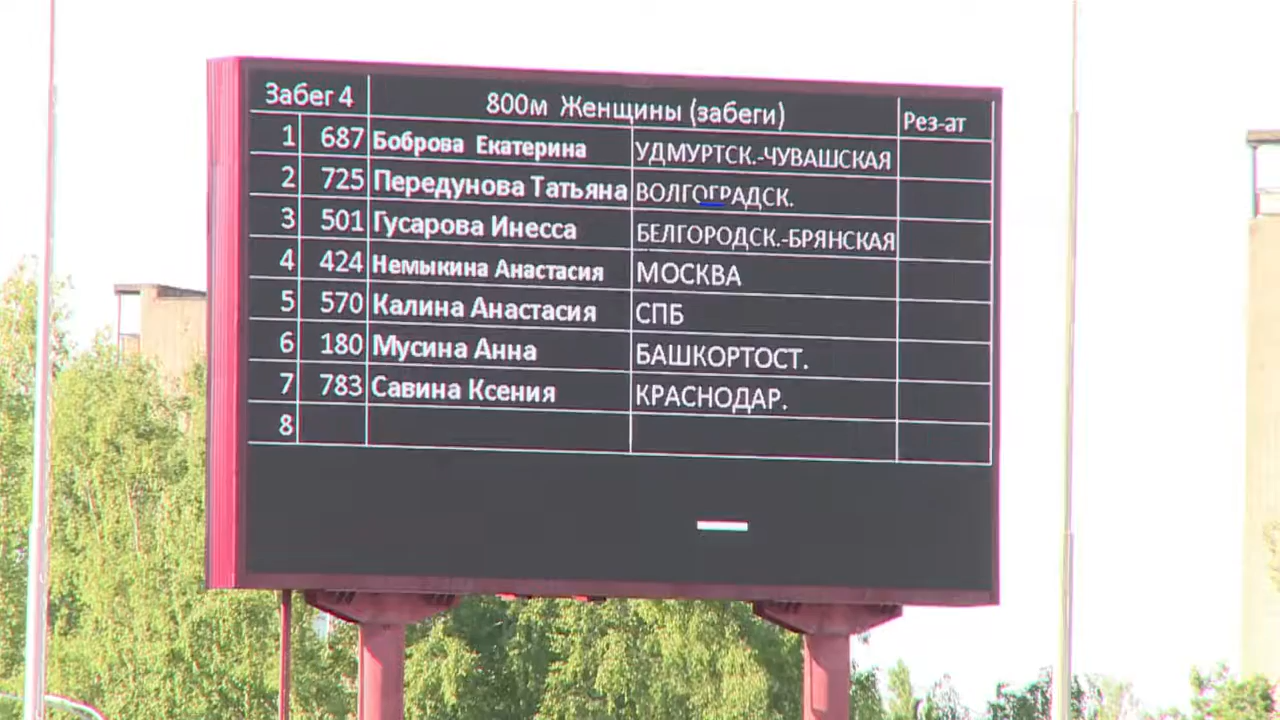 Забег 4 800м Женщины (забеги) Рез-ат
1 687 Боброва Екатерина УДМУРТСК.-ЧУВАШСКАЯ
2 725 Передунова Татьяна ВОЛГОГРАДСК.
3 501 Гусарова Инесса БЕЛГОРОДСК.-БРЯНСКАЯ
4 424 Немыкина Анастасия МОСКВА
5 570 Калина Анастасия СПБ
6 180 Мусина Анна БАШКОРТОСТ.
7 783 Савина Ксения КРАСНОДАР.
8